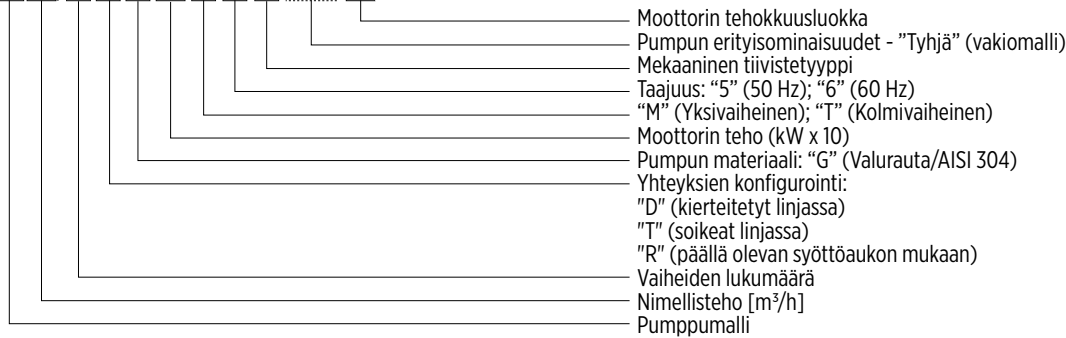 Moottorin tehokkuusluokka
Pumpun erityisominaisuudet - ”Tyhjä” (vakiomalli)
Mekaaninen tiivistetyyppi
Taajuus: “5” (50 Hz); “6” (60 Hz)
“M” (Yksivaiheinen); “T” (Kolmivaiheinen)
Moottorin teho (kW x 10)
Pumpun materiaali: “G” (Valurauta/AISI 304)
Yhteyksien konfigurointi:
"D" (kierteitetyt linjassa)
"T" (soikeat linjassa)
"R" (päällä olevan syöttöaukon mukaan)
Vaiheiden lukumäärä
Nimellisteho [m³/h]
Pumppumalli